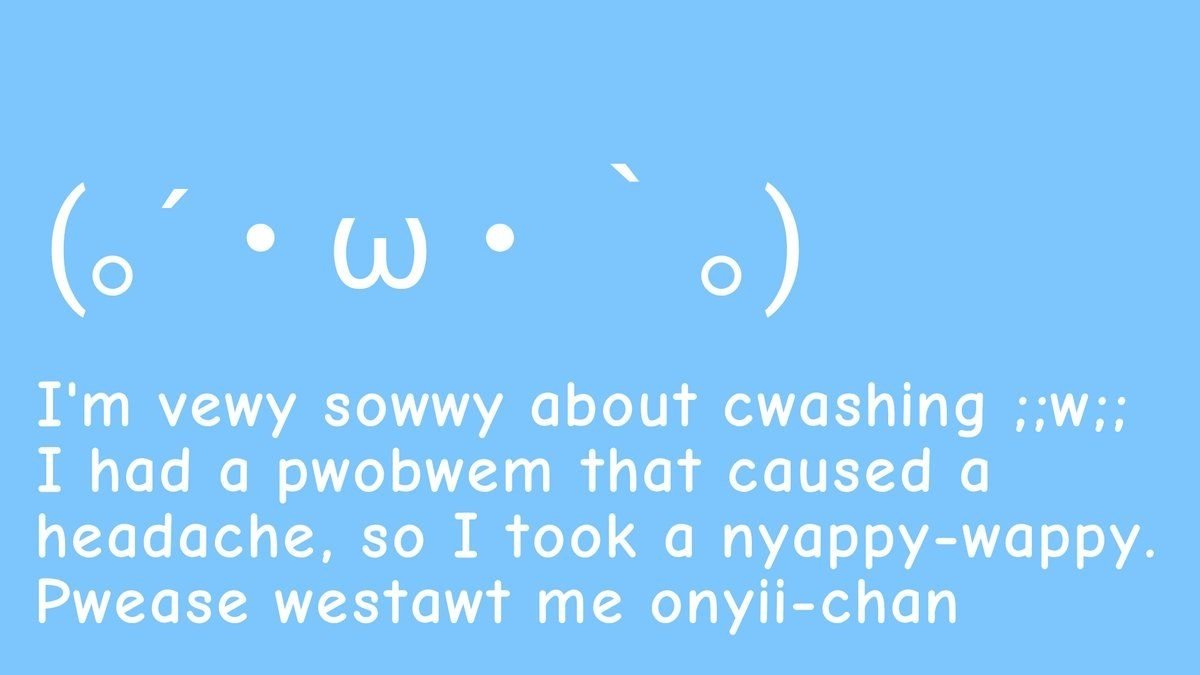 (｡´・ω・｀｡)
I'm vewy sowwy about cwashing ;;w;;
I had a pwobwem that caused a
headache, so I took a nyappy-wappy.
Pwease westawt me onyii-chan